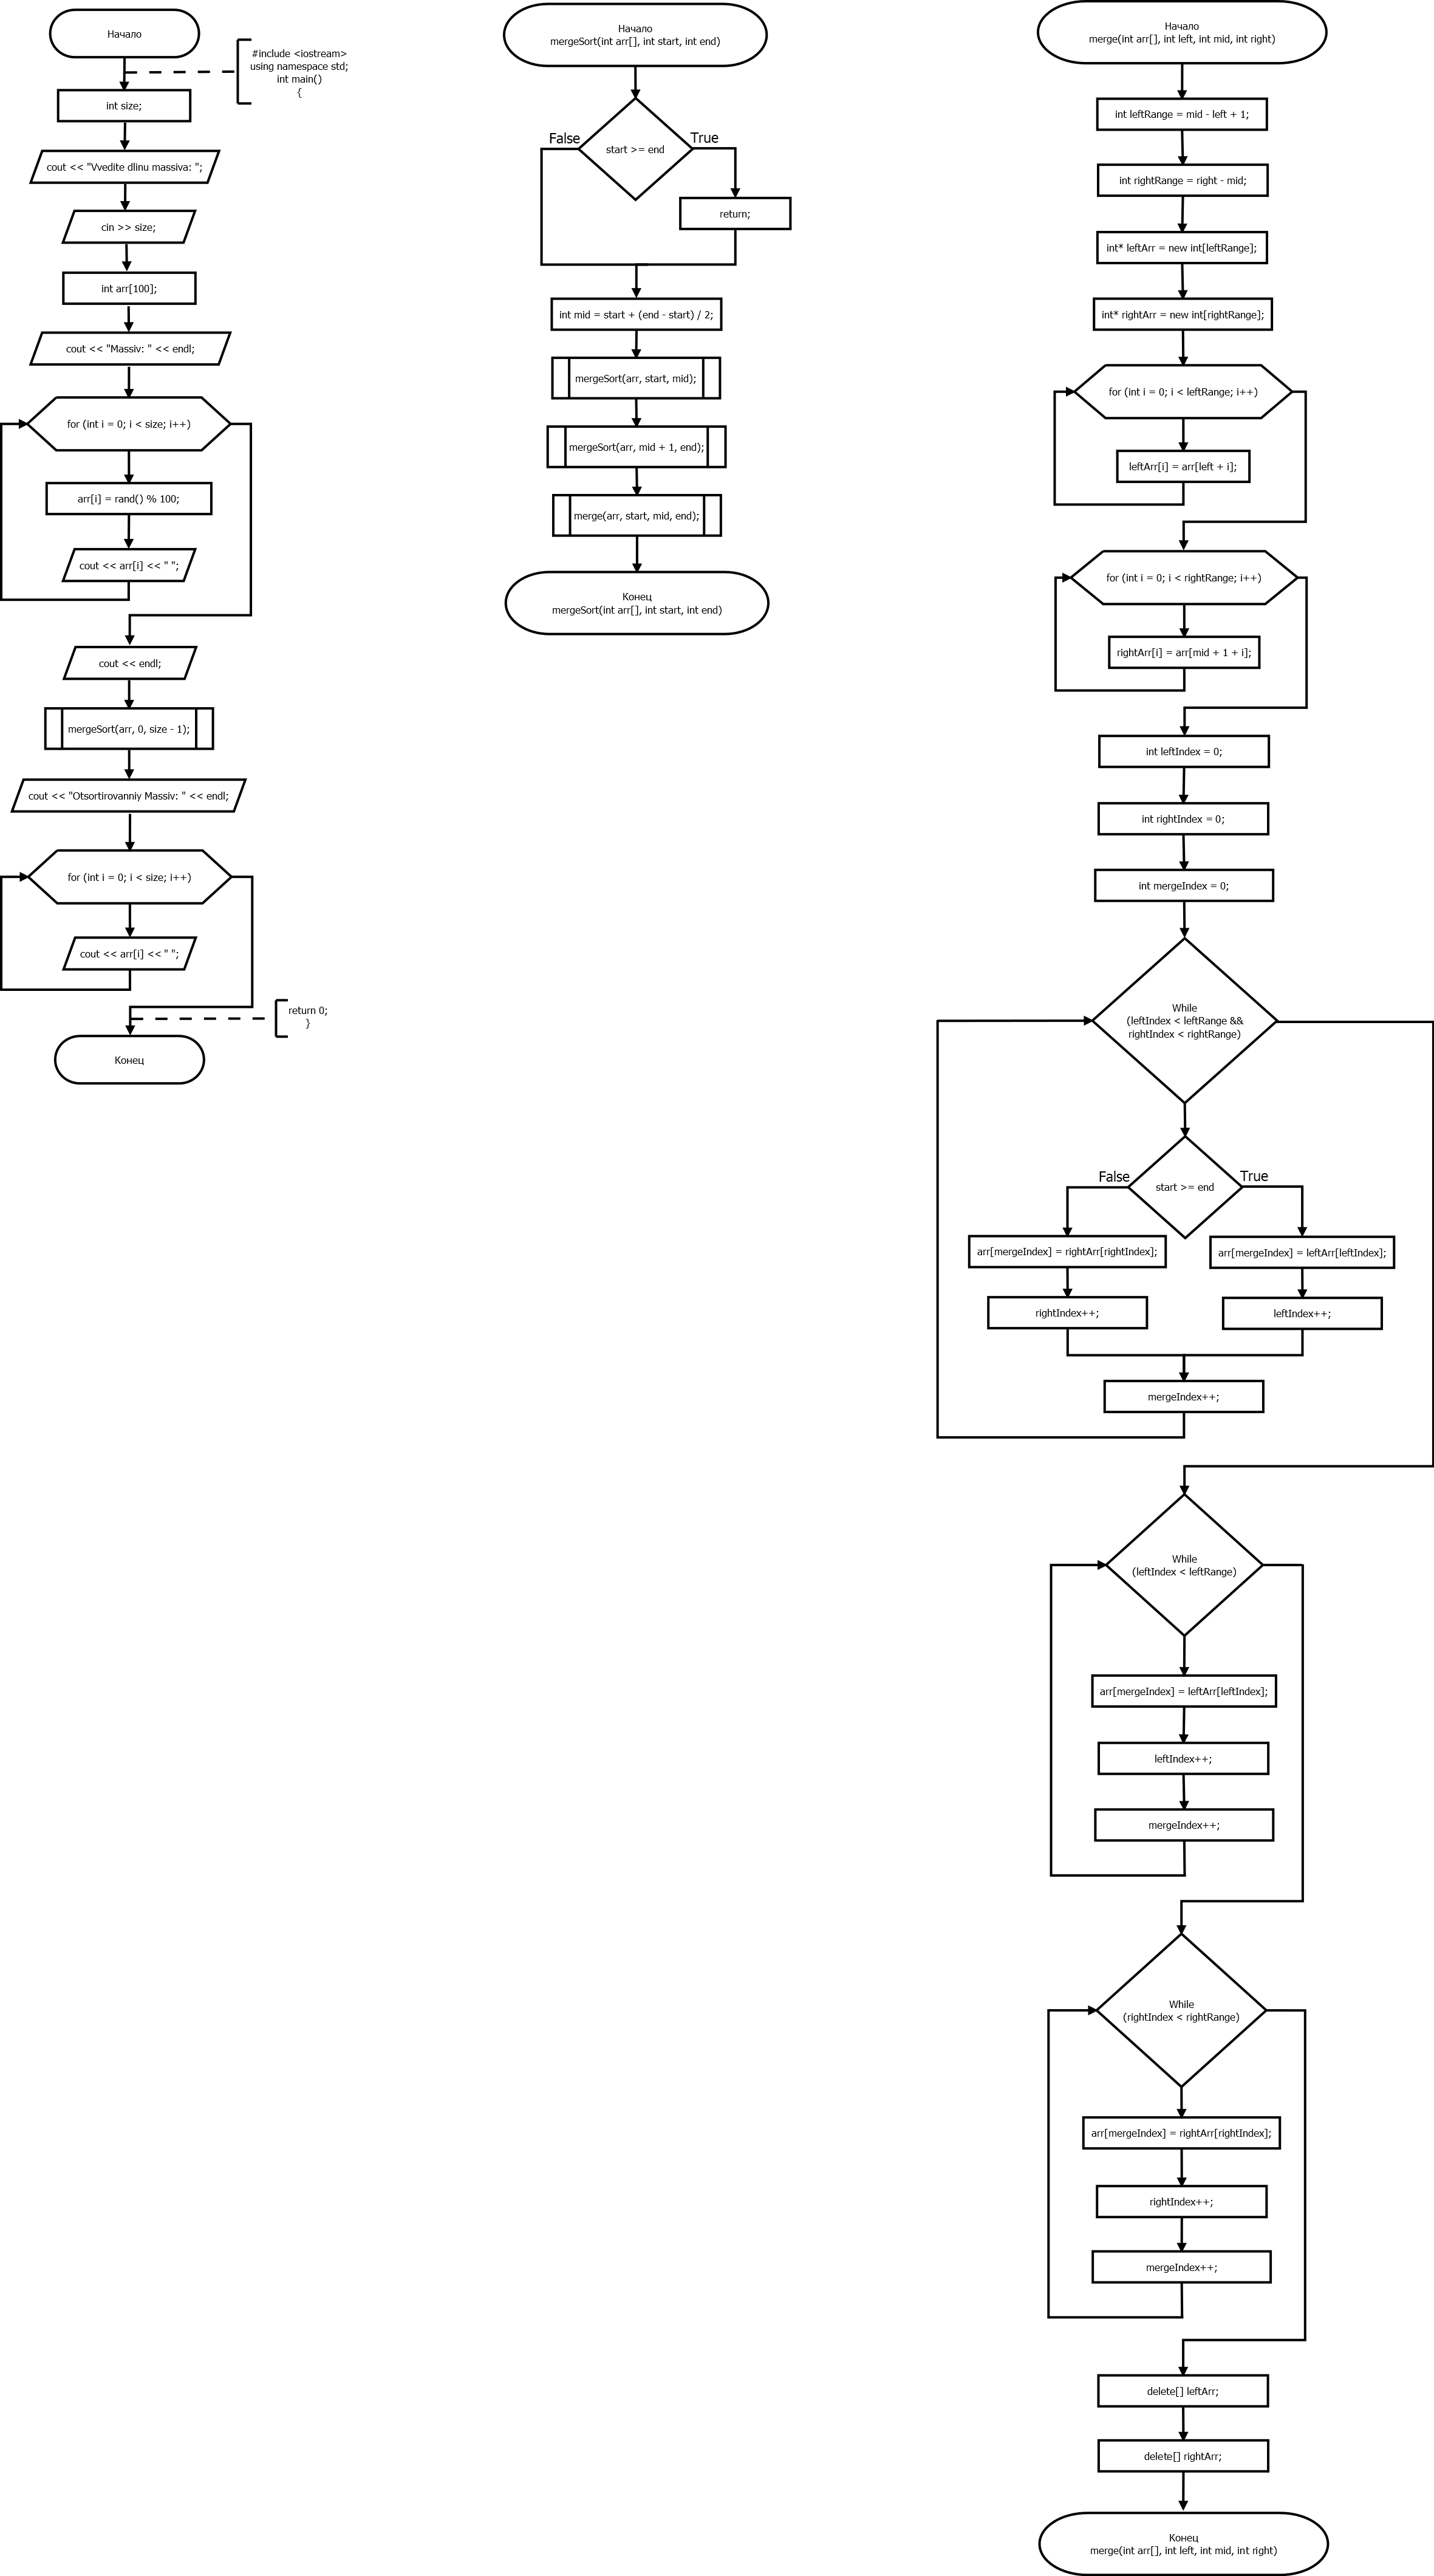 Начало
#include <iostream>
using namespace std;
int main()
{
int size;
cout << "Vvedite dlinu massiva: ";
cin >> size;
int arr[100];
cout << "Massiv: " << endl;
for (int i = 0; i < size; i++)
arr[i] = rand() % 100;
cout << arr[i] << " ";
cout << endl;
mergeSort(arr, 0, size - 1);
cout << "Otsortirovanniy Massiv: " << endl;
for (int i = 0; i < size; i++)
cout << arr[i] << " ";
return 0;
}
Конец
Начало
mergeSort(int arr[], int start, int end)
False
True
start >= end
return;
int mid = start + (end - start) / 2;
mergeSort(arr, start, mid);
mergeSort(arr, mid + 1, end);
merge(arr, start, mid, end);
Конец
mergeSort(int arr[], int start, int end)
Начало
merge(int arr[], int left, int mid, int right)
int leftRange = mid - left + 1;
int rightRange = right - mid;
int* leftArr = new int[leftRange];
int* rightArr = new int[rightRange];
for (int i = 0; i < leftRange; i++)
leftArr[i] = arr[left + i];
for (int i = 0; i < rightRange; i++)
rightArr[i] = arr[mid + 1 + i];
int leftIndex = 0;
int rightIndex = 0;
int mergeIndex = 0;
While
(leftIndex < leftRange &&
rightIndex < rightRange)
False
True
start >= end
arr[mergeIndex] = rightArr[rightIndex];
arr[mergeIndex] = leftArr[leftIndex];
rightIndex++;
leftIndex++;
mergeIndex++;
While
(leftIndex < leftRange)
arr[mergeIndex] = leftArr[leftIndex];
leftIndex++;
mergeIndex++;
While
(rightIndex < rightRange)
arr[mergeIndex] = rightArr[rightIndex];
rightIndex++;
mergeIndex++;
delete[] leftArr;
delete[] rightArr;
Конец
merge(int arr[], int left, int mid, int right)